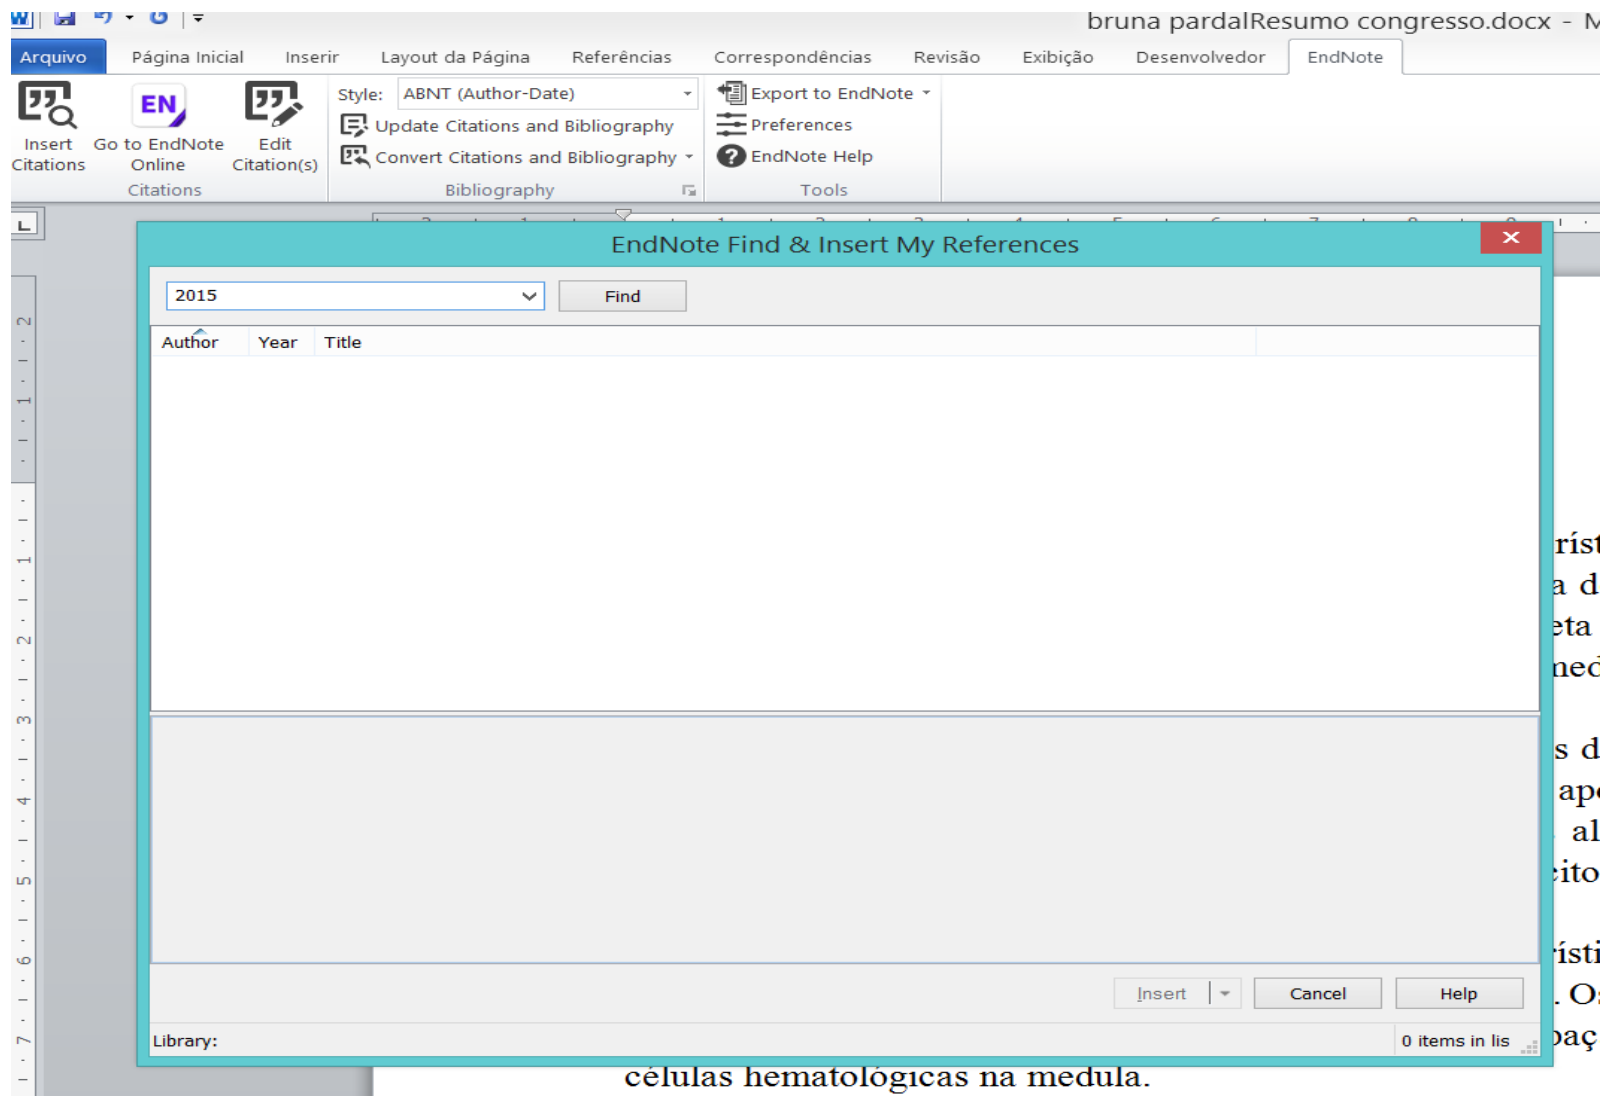 bruna pardalResumo congresso.docx - M
Arquivo Página Inicial Inserir Layout da Página Referências Correspondências Revisão Exibição Desenvolvedor EndNote
Insert Citations
Go to EndNote Online
Edit Citation(s)
Citations
Style: ABNT (Author-Date)
Update Citations and Bibliography
Convert Citations and Bibliography
Bibliography
Export to EndNote
Preferences
EndNote Help
Tools
EndNote Find & Insert My References
2015 Find
Author Year Title
Insert Cancel Help
Library: 0 items in lis
células hematológicas na medula.